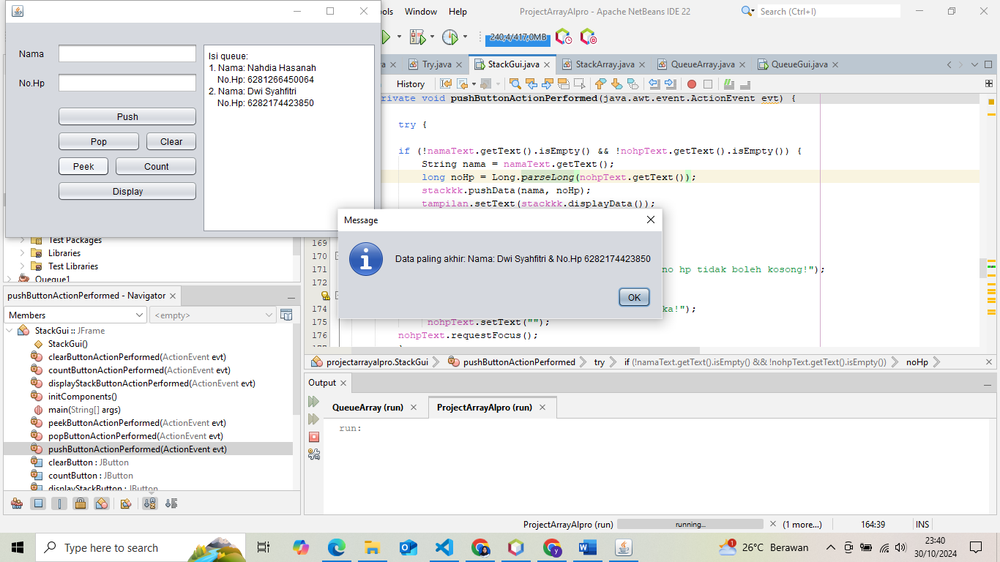 ools Window Help
ProjectArrayAlpro - Apache NetBeans IDE 22
Search (Ctrl+I)
Nama
No.Hp
Push
Pop
Clear
Peek
Count
Display
Isi queue:
1. Nama: Nahdia Hasanah
No.Hp: 6281266450064
2. Nama: Dwi Syahfitri
No.Hp: 6282174423850
240,4/417,0MB
Try.java
StackGui.java
StackArray.java
QueueArray.java
QueueGui.java
History
rivate void pushButtonActionPerformed(java.awt.event.ActionEvent evt) {
try {
if (!namaText.getText().isEmpty() && !nohpText.getText().isEmpty()) {
String nama = namaText.getText();
long noHp = Long.parseLong(nohpText.getText());
stackkk.pushData(nama, noHp);
tampilan.setText(stackkk.displayData());
Message
Data paling akhir: Nama: Dwi Syahfitri & No.Hp 6282174423850
OK
169
170
171 no hp tidak boleh kosong!");
172
174 ka!");
175 nohpText.setText("");
176 nohpText.requestFocus();
Test Packages
Libraries
Test Libraries
Queque1
pushButtonActionPerformed - Navigator
Members
<empty>
StackGui :: JFrame
StackGui()
clearButtonActionPerformed(ActionEvent evt)
countButtonActionPerformed(ActionEvent evt)
displayStackButtonActionPerformed(ActionEvent evt)
initComponents()
main(String[] args)
peekButtonActionPerformed(ActionEvent evt)
popButtonActionPerformed(ActionEvent evt)
pushButtonActionPerformed(ActionEvent evt)
clearButton : JButton
countButton : JButton
displayStackButton : JButton
projectarrayalpro.StackGui pushButtonActionPerformed try if (!namaText.getText().isEmpty() && !nohpText.getText().isEmpty()) noHp
Output
QueueArray (run)
ProjectArrayAlpro (run)
run:
ProjectArrayAlpro (run)
running...
(1 more...)
164:39
INS
Type here to search
26°C Berawan
23:40
30/10/2024